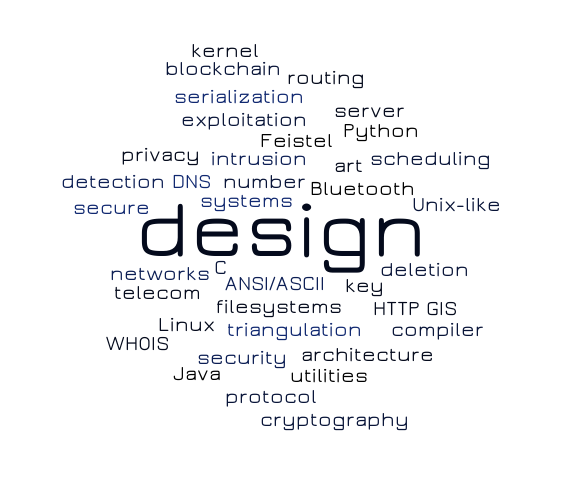 kernel
blockchain
routing
serialization
server
exploitation
Python
Feistel
privacy intrusion art scheduling
detection DNS number Bluetooth
secure systems Unix-like
design
networks C deletion
telecom ANSI/ASCII key
filesystems HTTP GIS
Linux triangulation compiler
WHOIS
security architecture
Java utilities
protocol
cryptography